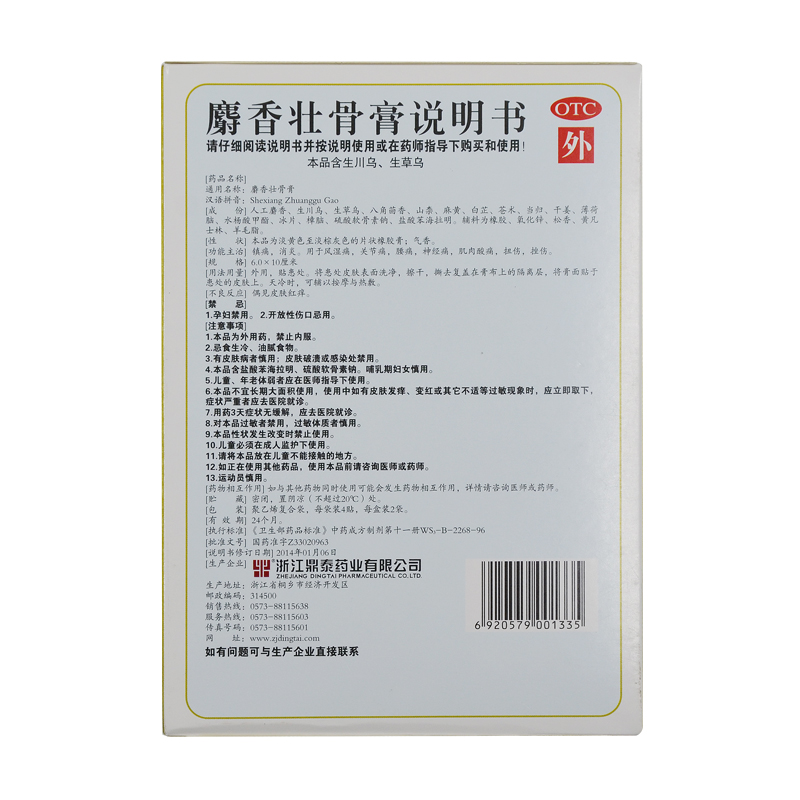 麝香壮骨膏说明书
OTC
外
请仔细阅读说明书并按说明使用或在药师指导下购买和使用!
本品含生川乌、生草乌
[药品名称]
通用名称：麝香壮骨膏
汉语拼音：Shexiang Zhuanggu Gao
[成 份] 人工麝香、生川乌、生草乌、八角茴香、山柰、麻黄、白芷、苍术、当归、干姜、薄荷
脑、水杨酸甲酯、冰片、樟脑、硫酸软骨素钠、盐酸苯海拉明。辅料为橡胶、氧化锌、松香、黄凡
士林、羊毛脂。
[性 状] 本品为淡黄色至淡棕灰色的片状橡胶膏；气香。
[功能主治] 镇痛，消炎。用于风湿痛，关节痛，腰痛，神经痛，肌肉酸痛，扭伤，挫伤。
[规 格] 6.0×10厘米
[用法用量] 外用，贴患处。将患处皮肤表面洗净，擦干，撕去复盖在膏布上的隔离层，将膏面贴于
患处的皮肤上。天冷时，可辅以按摩与热敷。
[不良反应] 偶见皮肤红痒。
[禁 忌]
1.孕妇禁用。 2.开放性伤口忌用。
[注意事项]
1.本品为外用药，禁止内服。
2.忌食生冷、油腻食物。
3.有皮肤病者慎用；皮肤破溃或感染处禁用。
4.本品含盐酸苯海拉明、硫酸软骨素钠。哺乳期妇女慎用。
5.儿童、年老体弱者应在医师指导下使用。
6.本品不宜长期大面积使用，使用中如有皮肤发痒、变红或其它不适等过敏现象时，应立即取下，
症状严重者应去医院就诊。
7.用药3天症状无缓解，应去医院就诊。
8.对本品过敏者禁用，过敏体质者慎用。
9.本品性状发生改变时禁止使用。
10.儿童必须在成人监护下使用。
11.请将本品放在儿童不能接触的地方。
12.如正在使用其他药品，使用本品前请咨询医师或药师。
13.运动员慎用。
[药物相互作用] 如与其他药物同时使用可能会发生药物相互作用，详情请咨询医师或药师。
[贮 藏] 密闭，置阴凉（不超过20℃）处。
[包 装] 聚乙烯复合袋，每袋装4贴，每盒装2袋。
[有 效 期] 24个月。
[执行标准] 《卫生部药品标准》中药成方制剂第十一册WS₃-B-2268-96
[批准文号] 国药准字Z33020963
[说明书修订日期] 2014年01月06日
[生产企业] 浙江鼎泰药业有限公司
ZHEJIANG DINGTAI PHARMACEUTICAL CO.,LTD.
生产地址：浙江省桐乡市经济开发区
邮政编码：314500
销售热线：0573-88115638
服务热线：0573-88115603
传真号码：0573-88115601
网 址：www.zjdingtai.com
如有问题可与生产企业直接联系
6 920579 001335